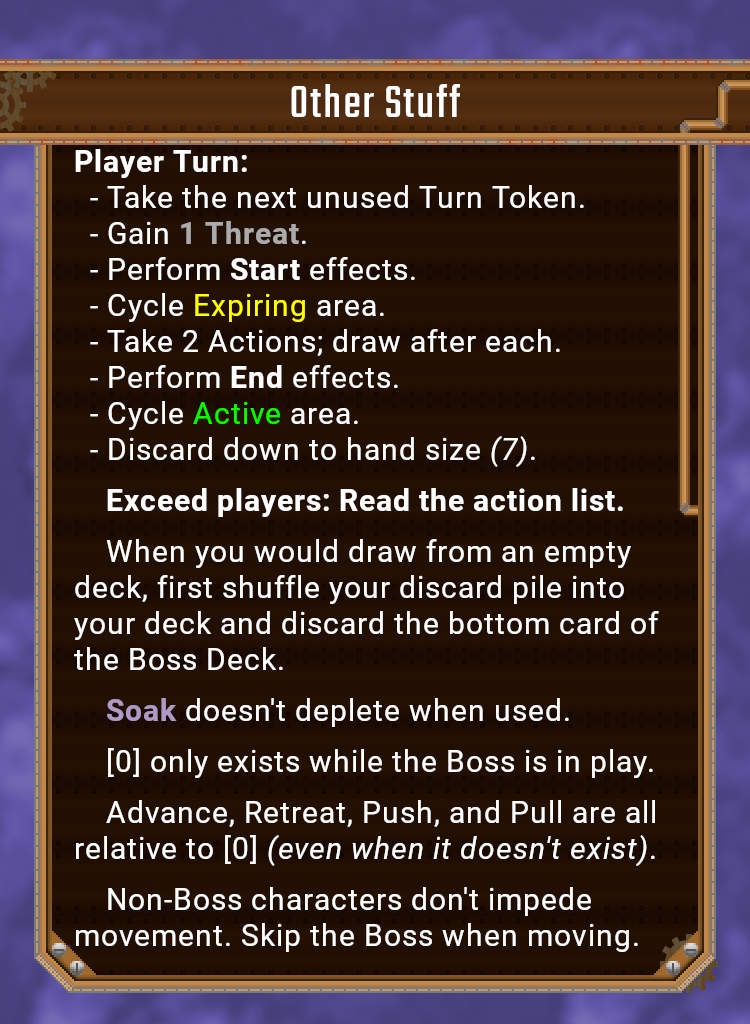 Other Stuff
Player Turn:
- Take the next unused Turn Token.
- Gain 1 Threat.
- Perform Start effects.
- Cycle Expiring area.
- Take 2 Actions; draw after each.
- Perform End effects.
- Cycle Active area.
- Discard down to hand size (7).
Exceed players: Read the action list.
When you would draw from an empty
deck, first shuffle your discard pile into
your deck and discard the bottom card of
the Boss Deck.
Soak doesn't deplete when used.
[0] only exists while the Boss is in play.
Advance, Retreat, Push, and Pull are all
relative to [0] (even when it doesn't exist).
Non-Boss characters don't impede
movement. Skip the Boss when moving.